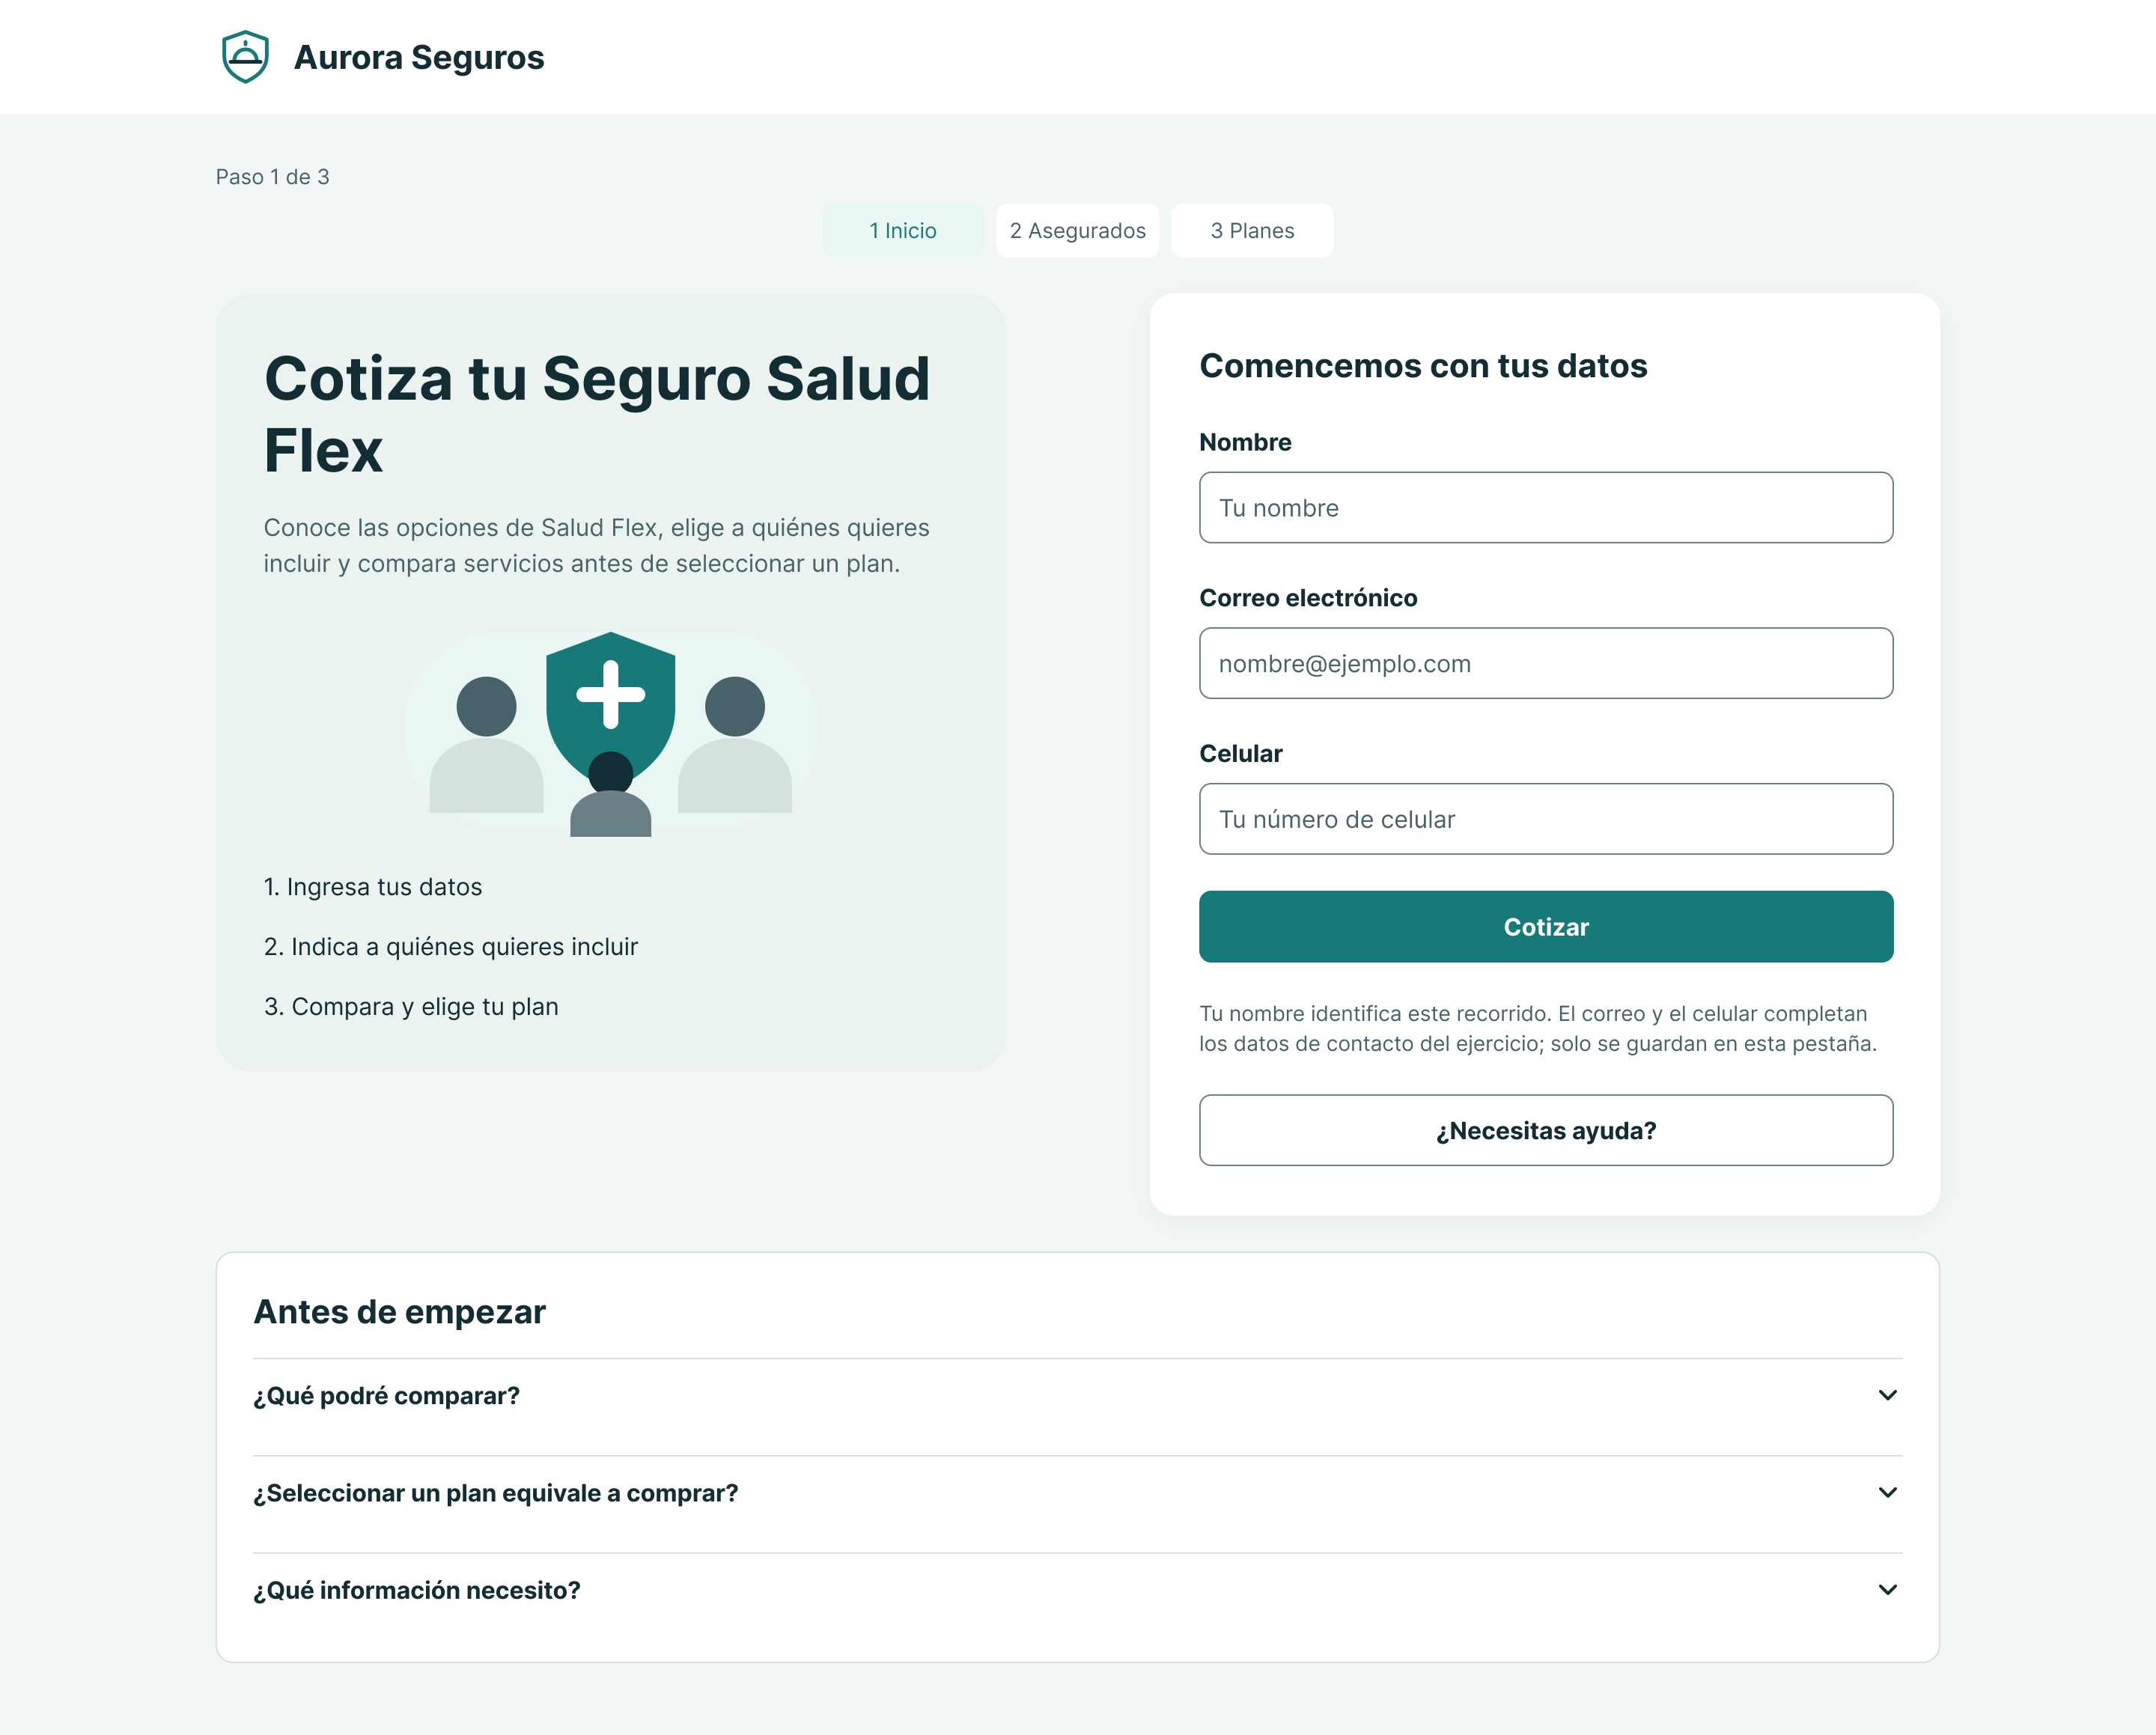 Aurora Seguros
Paso 1 de 3
1 Inicio
2 Asegurados
3 Planes
Cotiza tu Seguro Salud
Flex
Conoce las opciones de Salud Flex, elige a quiénes quieres
incluir y compara servicios antes de seleccionar un plan.
1. Ingresa tus datos
2. Indica a quiénes quieres incluir
3. Compara y elige tu plan
Comencemos con tus datos
Nombre
Tu nombre
Correo electrónico
nombre@ejemplo.com
Celular
Tu número de celular
Cotizar
Tu nombre identifica este recorrido. El correo y el celular completan
los datos de contacto del ejercicio; solo se guardan en esta pestaña.
¿Necesitas ayuda?
Antes de empezar
¿Qué podré comparar?
¿Seleccionar un plan equivale a comprar?
¿Qué información necesito?